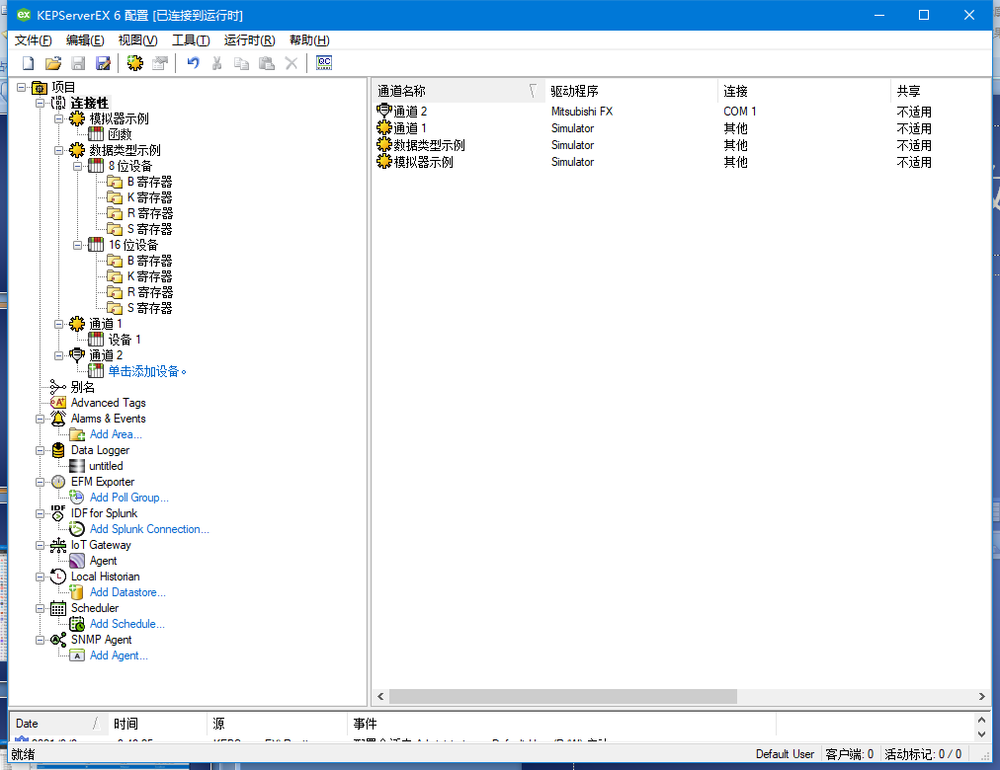 KEPServerEX 6 配置 [已连接到运行时]
文件(F) 编辑(E) 视图(V) 工具(T) 运行时(R) 帮助(H)
项目
连接性
模拟器示例
函数
数据类型示例
8 位设备
B 寄存器
K 寄存器
R 寄存器
S 寄存器
16 位设备
B 寄存器
K 寄存器
R 寄存器
S 寄存器
通道 1
设备 1
通道 2
单击添加设备。
别名
Advanced Tags
Alarms & Events
Add Area...
Data Logger
untitled
EFM Exporter
Add Poll Group...
IDF for Splunk
Add Splunk Connection...
IoT Gateway
Agent
Local Historian
Add Datastore...
Scheduler
Add Schedule...
SNMP Agent
Add Agent...
通道名称 驱动程序 连接 共享
通道 2 Mitsubishi FX COM 1 不适用
通道 1 Simulator 其他 不适用
数据类型示例 Simulator 其他 不适用
模拟器示例 Simulator 其他 不适用
Date 时间 源 事件
就绪 Default User 客户端: 0 活动标记: 0 / 0